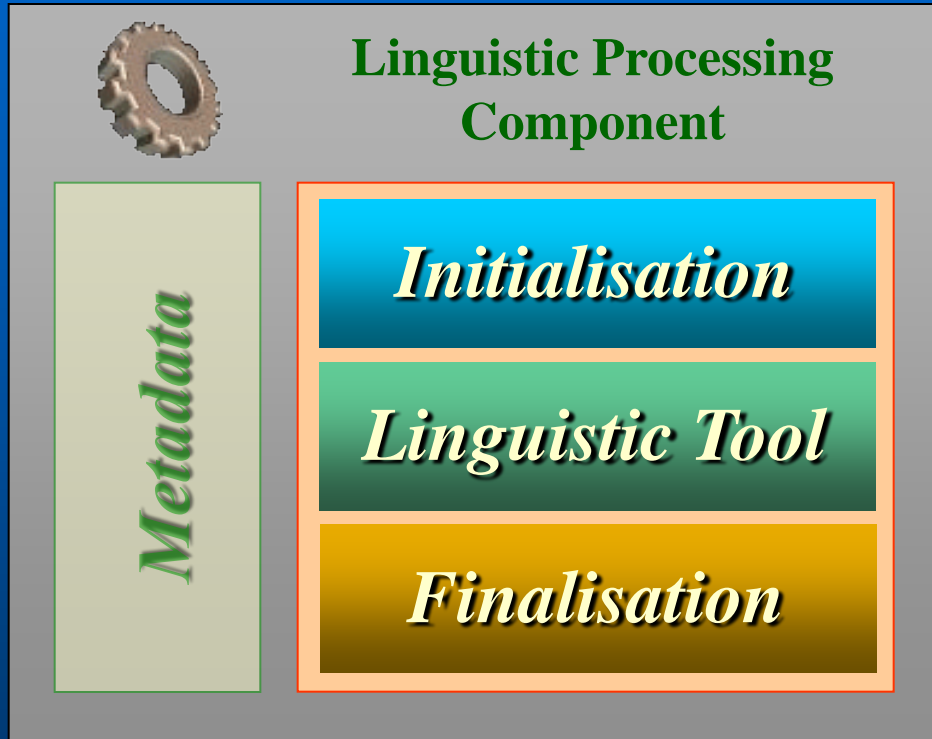 Linguistic Processing
Component
Metadata
Initialisation
Linguistic Tool
Finalisation